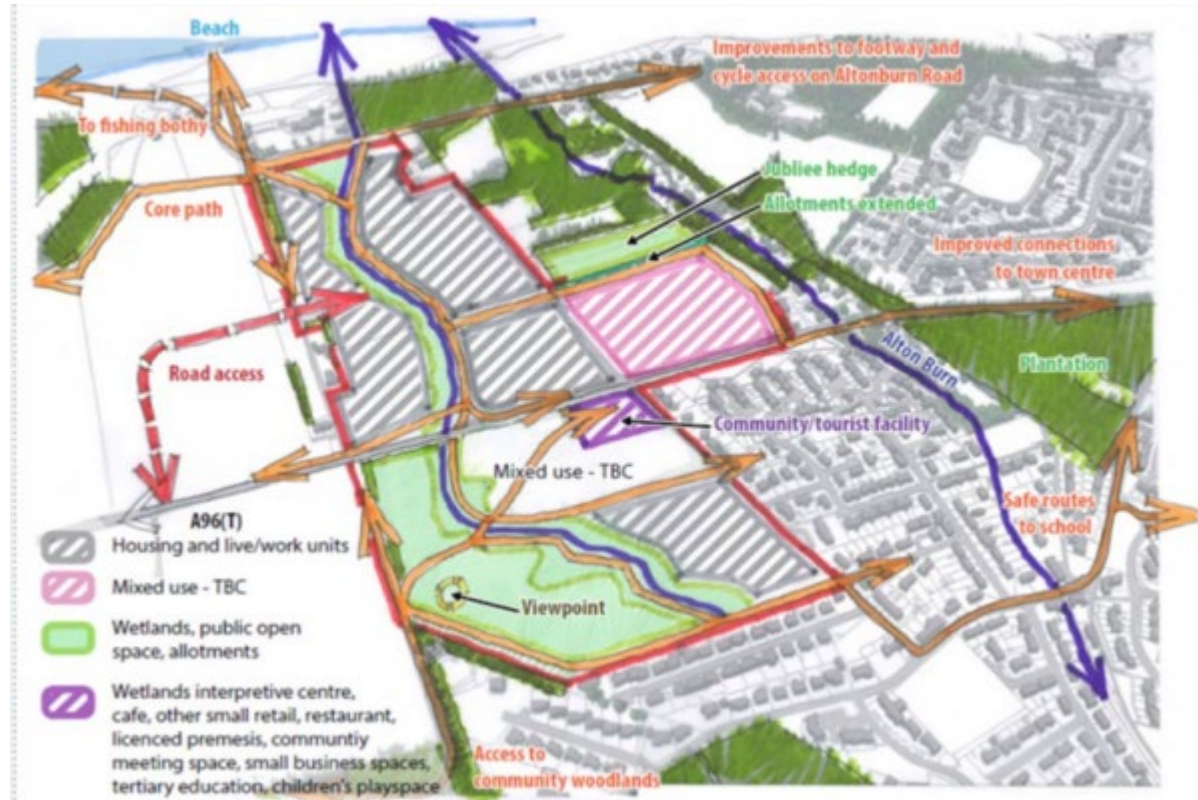 Beach
Improvements to footway and
cycle access on Altonburn Road
To fishing bothy
Jubliee hedge
Core path
Allotments extended
Improved connections
to town centre
Road access
Alton Burn
Plantation
Community/tourist facility
Mixed use - TBC
Safe routes
to school
A96(T)
Housing and live/work units
Mixed use - TBC
Viewpoint
Wetlands, public open
space, allotments
Wetlands interpretive centre,
cafe, other small retail, restaurant,
licenced premesis, communtiy
meeting space, small business spaces,
tertiary education, children's playspace
Access to
community woodlands